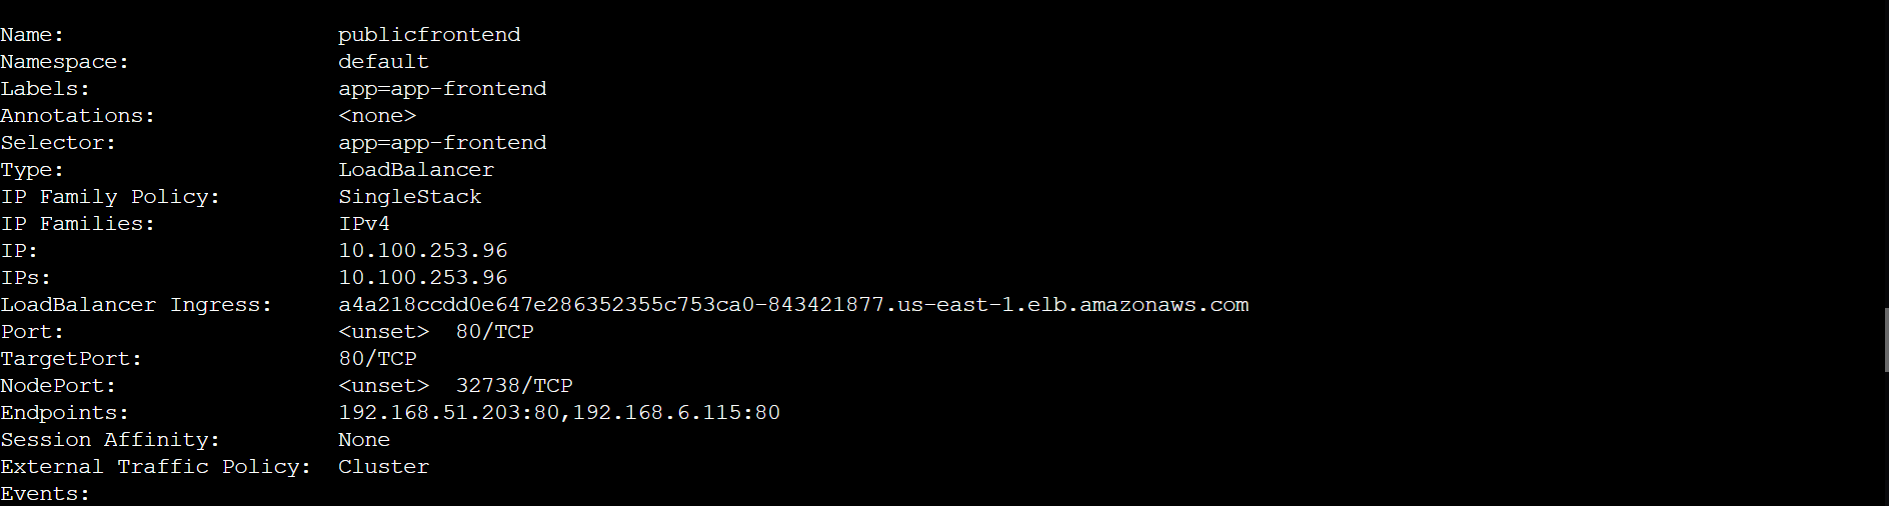 Name:                     publicfrontend
Namespace:                default
Labels:                   app=app-frontend
Annotations:              <none>
Selector:                 app=app-frontend
Type:                     LoadBalancer
IP Family Policy:         SingleStack
IP Families:              IPv4
IP:                       10.100.253.96
IPs:                      10.100.253.96
LoadBalancer Ingress:     a4a218ccdd0e647e286352355c753ca0-843421877.us-east-1.elb.amazonaws.com
Port:                     <unset>  80/TCP
TargetPort:               80/TCP
NodePort:                 <unset>  32738/TCP
Endpoints:                192.168.51.203:80,192.168.6.115:80
Session Affinity:         None
External Traffic Policy:  Cluster
Events: